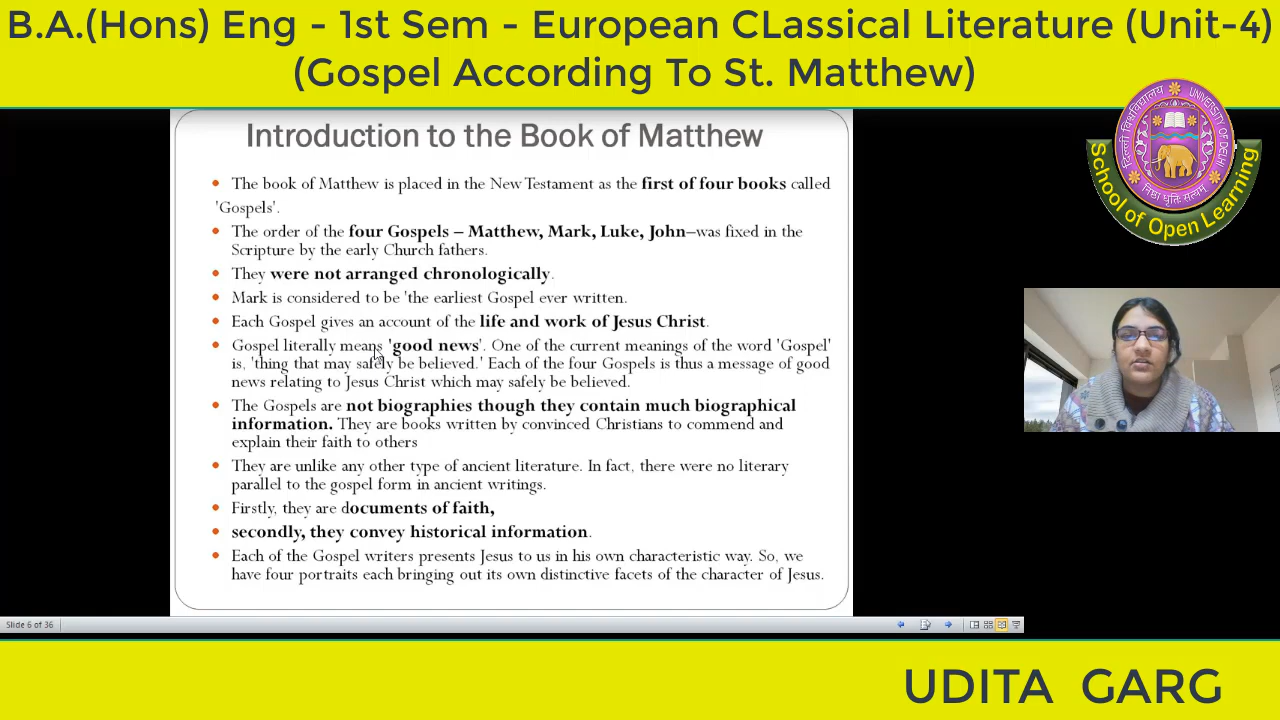 B.A.(Hons) Eng - 1st Sem - European CLassical Literature (Unit-4)
(Gospel According To St. Matthew)
दिल्ली विश्वविद्यालय
UNIVERSITY OF DELHI
निष्ठा धृतिः सत्यम्
School of Open Learning
Introduction to the Book of Matthew
• The book of Matthew is placed in the New Testament as the first of four books called
'Gospels'.
• The order of the four Gospels – Matthew, Mark, Luke, John–was fixed in the
Scripture by the early Church fathers.
• They were not arranged chronologically.
• Mark is considered to be 'the earliest Gospel ever written.
• Each Gospel gives an account of the life and work of Jesus Christ.
• Gospel literally means 'good news'. One of the current meanings of the word 'Gospel'
is, 'thing that may safely be believed.' Each of the four Gospels is thus a message of good
news relating to Jesus Christ which may safely be believed.
• The Gospels are not biographies though they contain much biographical
information. They are books written by convinced Christians to commend and
explain their faith to others
• They are unlike any other type of ancient literature. In fact, there were no literary
parallel to the gospel form in ancient writings.
• Firstly, they are documents of faith,
• secondly, they convey historical information.
• Each of the Gospel writers presents Jesus to us in his own characteristic way. So, we
have four portraits each bringing out its own distinctive facets of the character of Jesus.
Slide 6 of 36
UDITA GARG